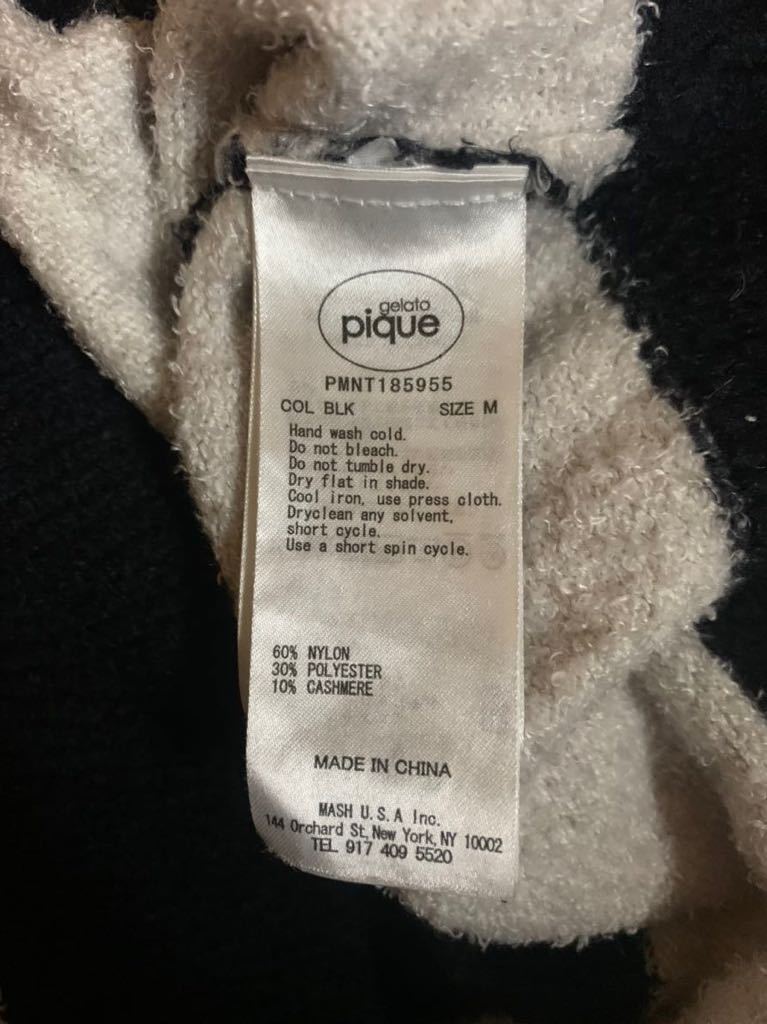 gelato
pique
PMNT185955
COL BLK SIZE M
Hand wash cold.
Do not bleach.
Do not tumble dry.
Dry flat in shade.
Cool iron, use press cloth.
Dryclean any solvent,
short cycle.
Use a short spin cycle.
60% NYLON
30% POLYESTER
10% CASHMERE
MADE IN CHINA
MASH U.S.A Inc.
144 Orchard St, New York, NY 10002
TEL 917 409 5520